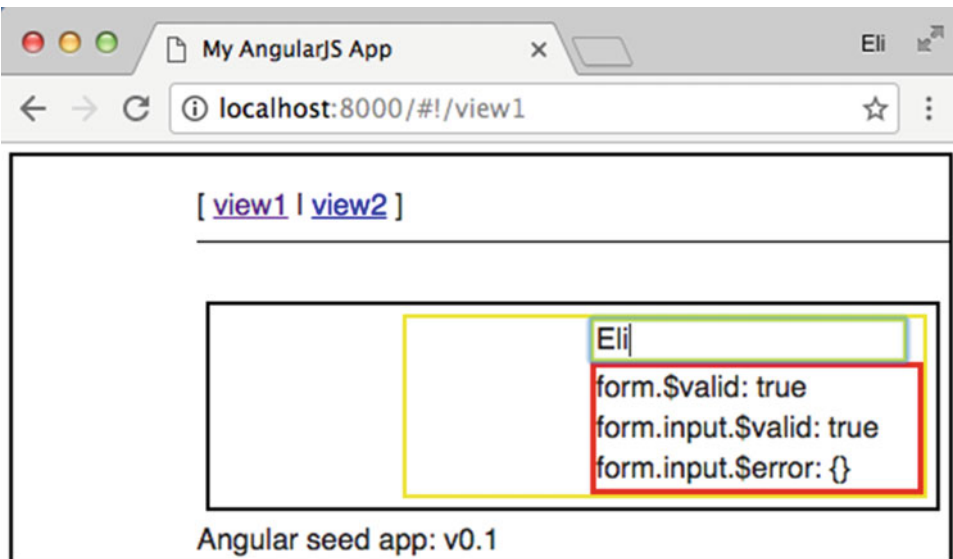 My AngularJS App
Eli
localhost:8000/#!/view1
[ view1 | view2 ]
Eli
form.$valid: true
form.input.$valid: true
form.input.$error: {}
Angular seed app: v0.1